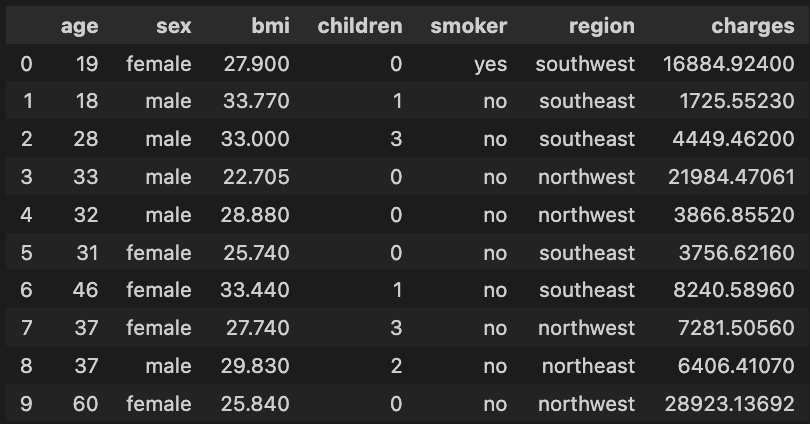 age sex bmi children smoker region charges
0 19 female 27.900 0 yes southwest 16884.92400
1 18 male 33.770 1 no southeast 1725.55230
2 28 male 33.000 3 no southeast 4449.46200
3 33 male 22.705 0 no northwest 21984.47061
4 32 male 28.880 0 no northwest 3866.85520
5 31 female 25.740 0 no southeast 3756.62160
6 46 female 33.440 1 no southeast 8240.58960
7 37 female 27.740 3 no northwest 7281.50560
8 37 male 29.830 2 no northeast 6406.41070
9 60 female 25.840 0 no northwest 28923.13692